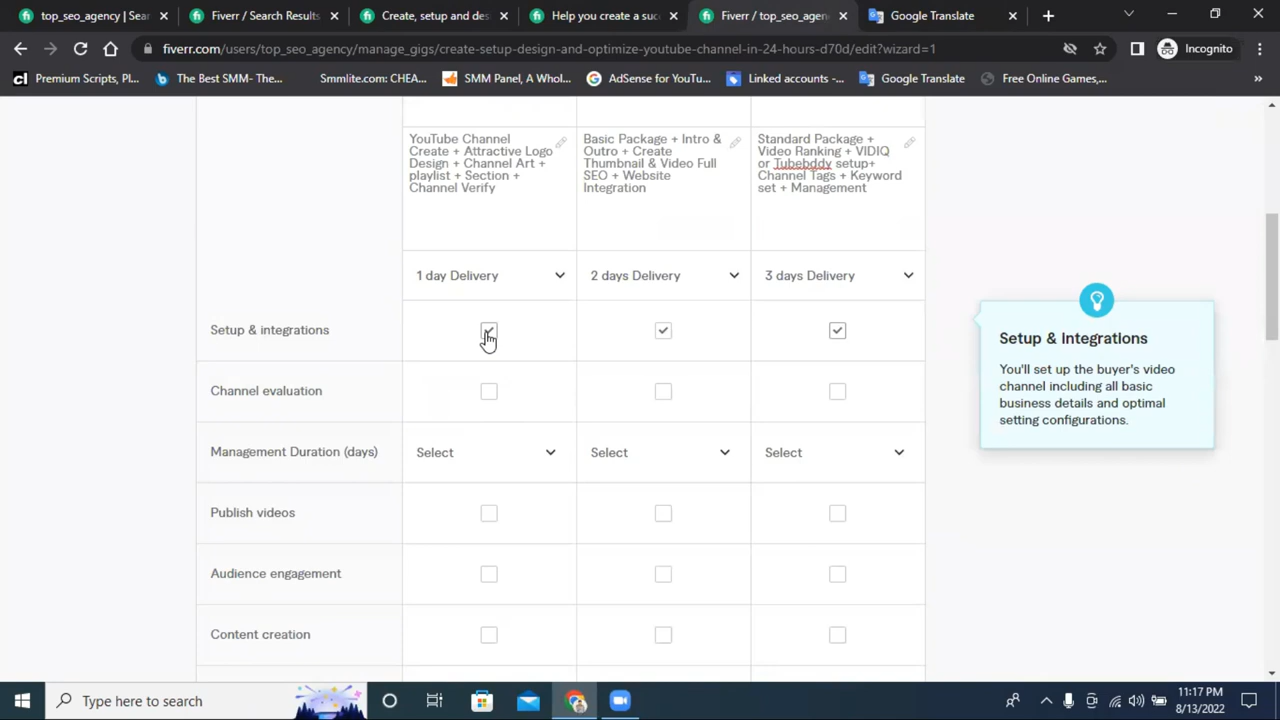 top_seo_agency | Sear
Fiverr / Search Results
Create, setup and des
Help you create a suc
Fiverr / top_seo_agen
Google Translate
fiverr.com/users/top_seo_agency/manage_gigs/create-setup-design-and-optimize-youtube-channel-in-24-hours-d70d/edit?wizard=1
Incognito
Premium Scripts, Pl...
The Best SMM- The...
Smmlite.com: CHEA...
SMM Panel, A Whol...
AdSense for YouTu...
Linked accounts -...
Google Translate
Free Online Games,...
YouTube Channel
Create + Attractive Logo
Design + Channel Art +
playlist + Section +
Channel Verify
Basic Package + Intro &
Outro + Create
Thumbnail & Video Full
SEO + Website
Integration
Standard Package +
Video Ranking + VIDIQ
or Tubebddy setup+
Channel Tags + Keyword
set + Management
1 day Delivery
2 days Delivery
3 days Delivery
Setup & integrations
Channel evaluation
Management Duration (days)
Select
Select
Select
Publish videos
Audience engagement
Content creation
Setup & integrations
You'll set up the buyer's video
channel including all basic
business details and optimal
setting configurations.
Type here to search
11:17 PM
8/13/2022